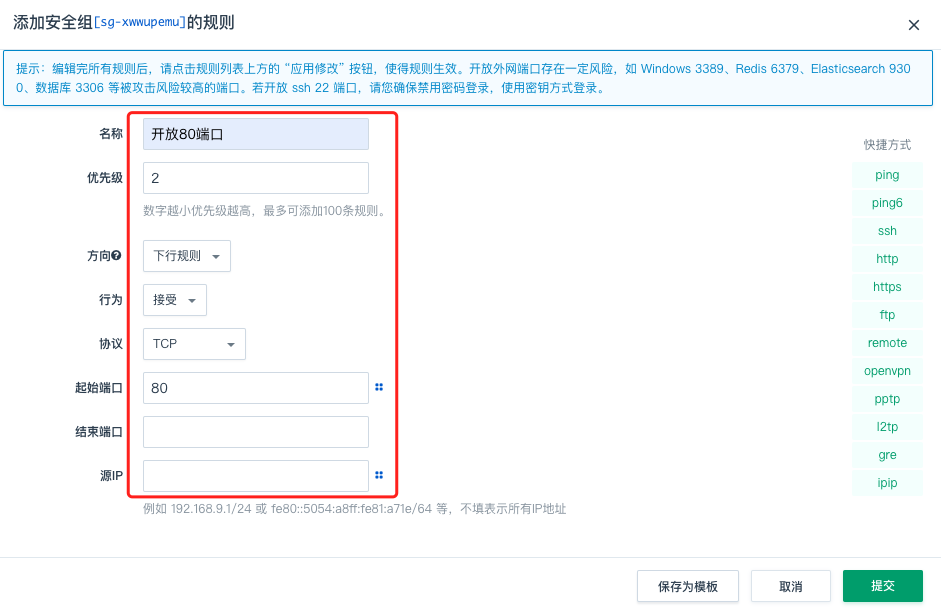 添加安全组[sg-xwwupemu]的规则
提示：编辑完所有规则后，请点击规则列表上方的“应用修改”按钮，使得规则生效。开放外网端口存在一定风险，如 Windows 3389、Redis 6379、Elasticsearch 930
0、数据库 3306 等被攻击风险较高的端口。若开放 ssh 22 端口，请您确保禁用密码登录，使用密钥方式登录。
名称 开放80端口
快捷方式
优先级 2
数字越小优先级越高，最多可添加100条规则。
方向 下行规则
行为 接受
协议 TCP
起始端口 80
结束端口
源IP
例如 192.168.9.1/24 或 fe80::5054:a8ff:fe81:a71e/64 等，不填表示所有IP地址
ping
ping6
ssh
http
https
ftp
remote
openvpn
pptp
l2tp
gre
ipip
保存为模板 取消 提交